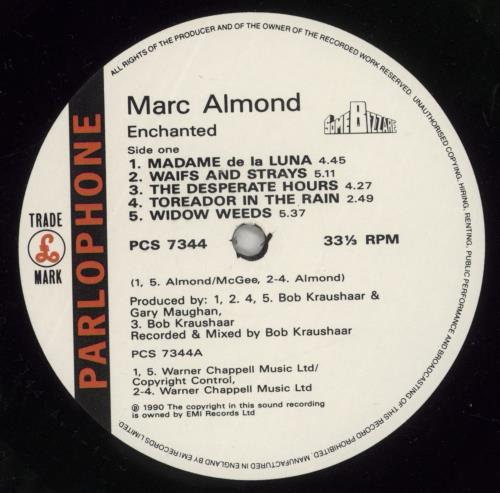 ALL RIGHTS OF THE PRODUCER AND OF THE OWNER OF THE RECORDED WORK RESERVED. UNAUTHORISED COPYING, HIRING, RENTING, PUBLIC PERFORMANCE AND BROADCASTING OF THIS RECORD PROHIBITED. MANUFACTURED IN ENGLAND BY EMI RECORDS LIMITED
Marc Almond
Enchanted
SOME BIZZARE
Side one
1. MADAME de la LUNA 4.45
2. WAIFS AND STRAYS 5.11
3. THE DESPERATE HOURS 4.27
4. TOREADOR IN THE RAIN 2.49
5. WIDOW WEEDS 5.37
PCS 7344 33⅓ RPM
TRADE
MARK
PARLOPHONE
(1, 5. Almond/McGee, 2-4. Almond)
Produced by: 1, 2, 4, 5. Bob Kraushaar &
Gary Maughan,
3. Bob Kraushaar
Recorded & Mixed by Bob Kraushaar
PCS 7344A
1, 5. Warner Chappell Music Ltd/
Copyright Control,
2-4. Warner Chappell Music Ltd
℗ 1990 The copyright in this sound recording
is owned by EMI Records Ltd